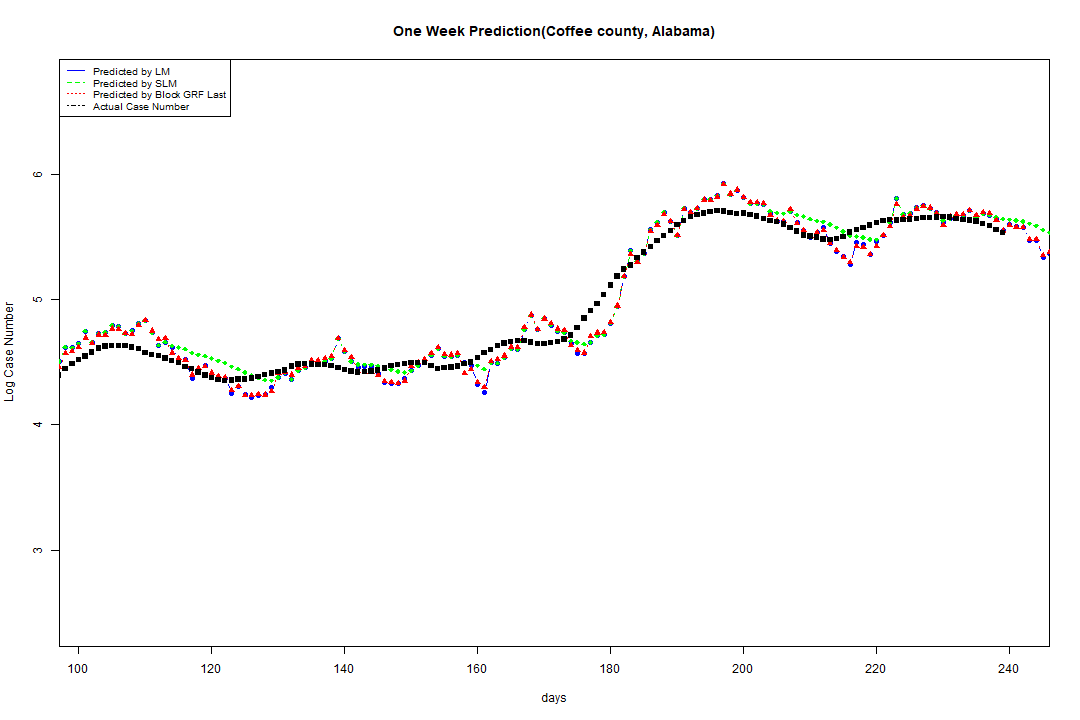 One Week Prediction(Coffee county, Alabama)
Predicted by LM
Predicted by SLM
Predicted by Block GRF Last
Actual Case Number
Log Case Number
6
5
4
3
100 120 140 160 180 200 220 240
days